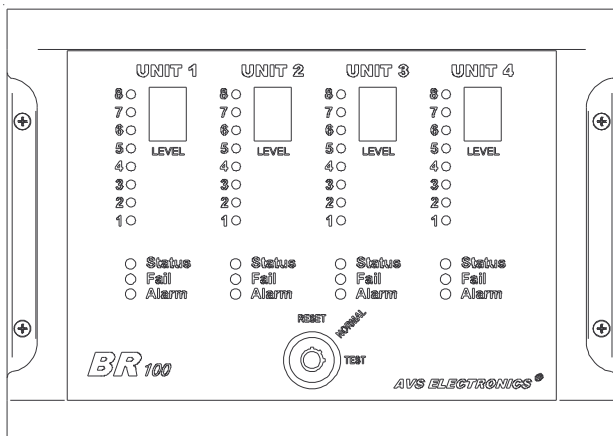 UNIT 1 UNIT 2 UNIT 3 UNIT 4
8 8 8 8
7 7 7 7
6 6 6 6
5 LEVEL 5 LEVEL 5 LEVEL 5 LEVEL
4 4 4 4
3 3 3 3
2 2 2 2
1 1 1 1
Status Status Status Status
Fail Fail Fail Fail
Alarm Alarm Alarm Alarm
RESET NORMAL
TEST
BR 100
AVS ELECTRONICS ®